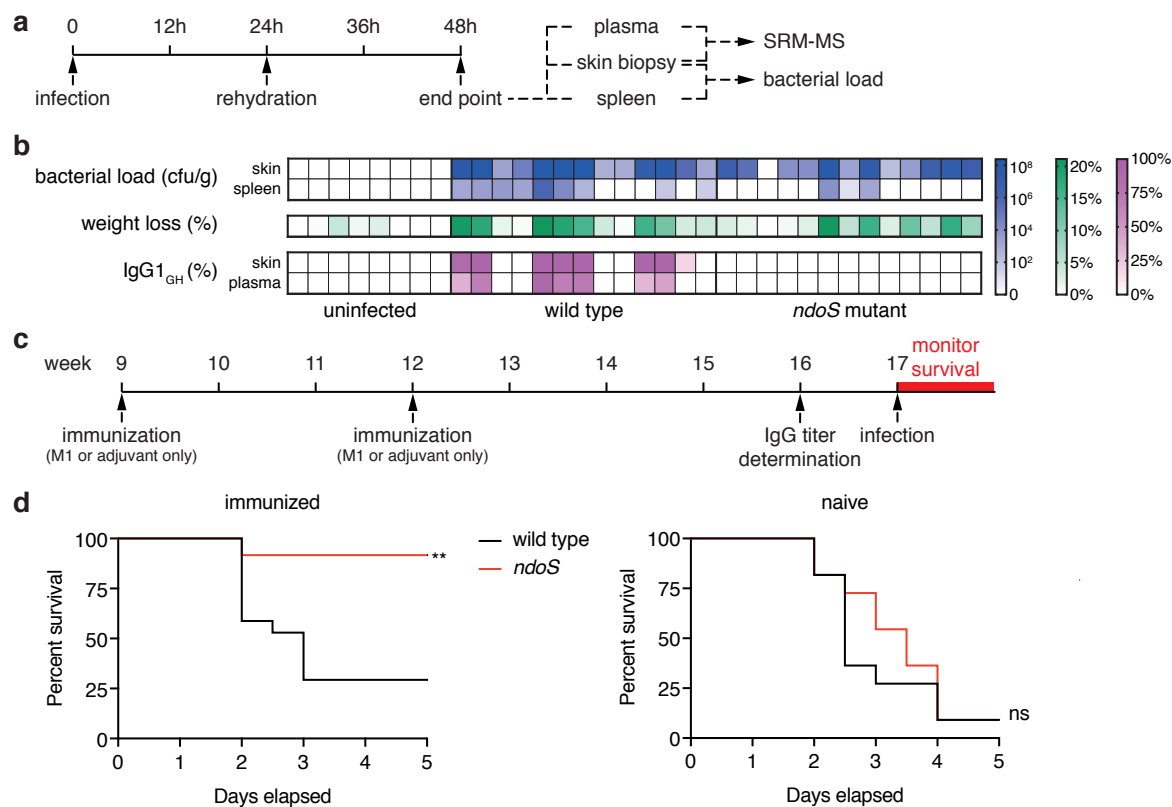 a
0 12h 24h 36h 48h
infection rehydration end point
plasma
skin biopsy
spleen
SRM-MS
bacterial load
b
bacterial load (cfu/g) skin
spleen
weight loss (%)
IgG1GH (%) skin
plasma
uninfected wild type ndoS mutant
10⁸
10⁶
10⁴
10²
0
20%
15%
10%
5%
0%
100%
75%
50%
25%
0%
c
week 9 10 11 12 13 14 15 16 17
monitor
survival
immunization
(M1 or adjuvant only)
immunization
(M1 or adjuvant only)
IgG titer
determination
infection
d
immunized
Percent survival
100
75
50
25
0
0 1 2 3 4 5
Days elapsed
**
wild type
ndoS
naive
Percent survival
100
75
50
25
0
0 1 2 3 4 5
Days elapsed
ns